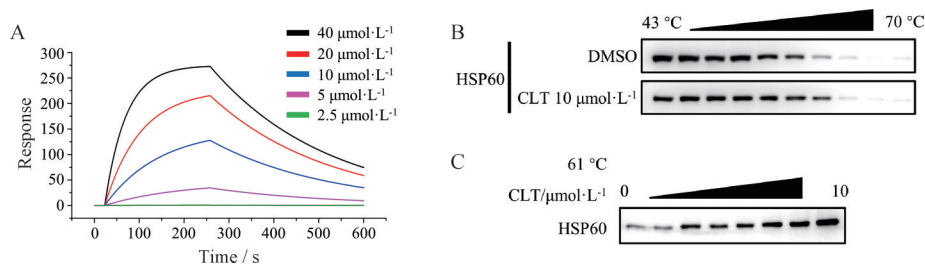 A
40 μmol·L⁻¹
20 μmol·L⁻¹
10 μmol·L⁻¹
5 μmol·L⁻¹
2.5 μmol·L⁻¹
300
250
200
150
100
50
0
Response
0 100 200 300 400 500 600
Time / s
B
43 °C 70 °C
HSP60
DMSO
CLT 10 μmol·L⁻¹
C
61 °C
CLT/μmol·L⁻¹ 0 10
HSP60